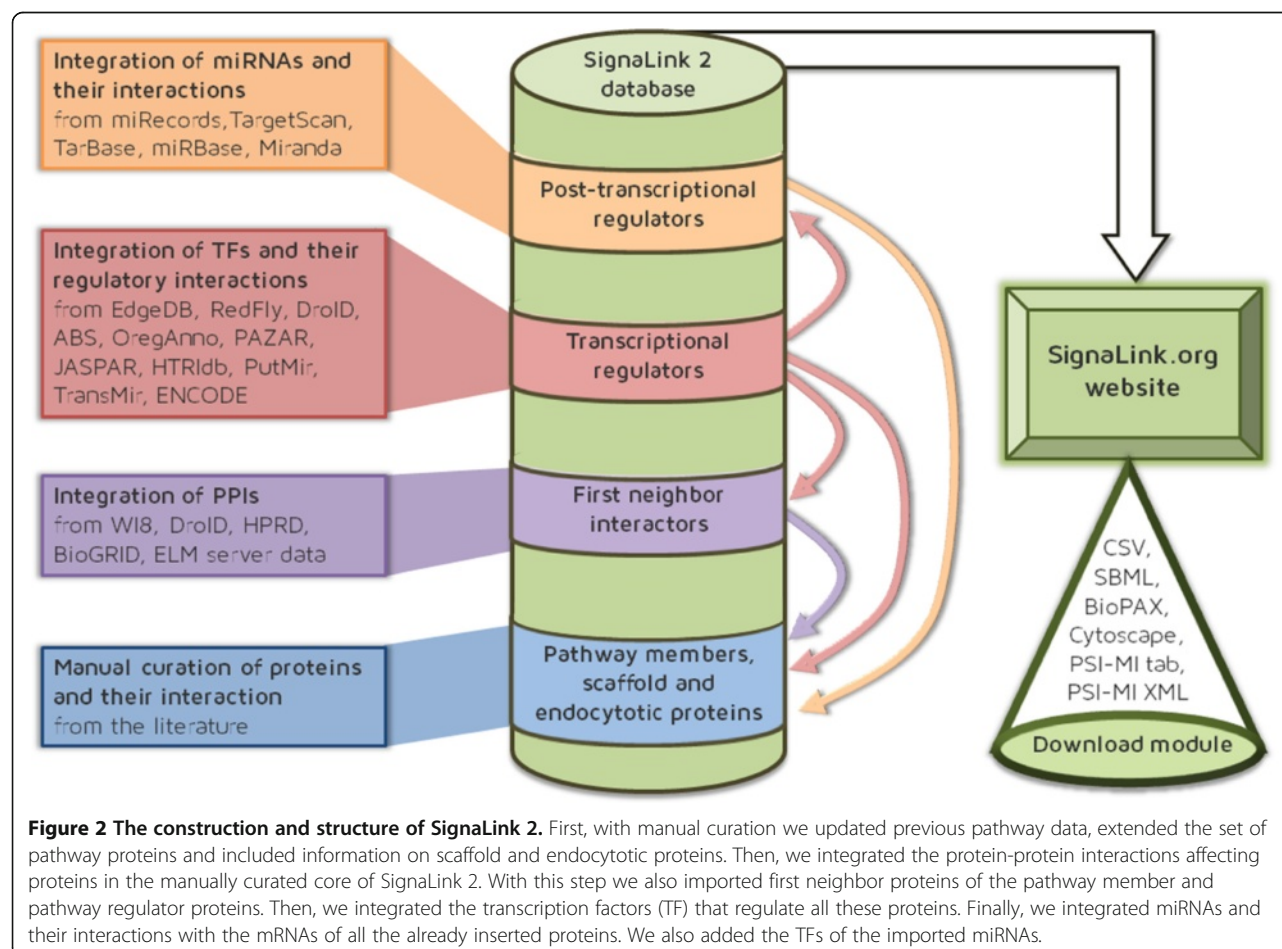 Integration of miRNAs and
their interactions
from miRecords, TargetScan,
TarBase, miRBase, Miranda
Integration of TFs and their
regulatory interactions
from EdgeDB, RedFly, DroID,
ABS, OregAnno, PAZAR,
JASPAR, HTRIdb, PutMir,
TransMir, ENCODE
Integration of PPIs
from WI8, DroID, HPRD,
BioGRID, ELM server data
Manual curation of proteins
and their interaction
from the literature
SignaLink 2
database
Post-transcriptional
regulators
Transcriptional
regulators
First neighbor
interactors
Pathway members,
scaffold and
endocytotic proteins
SignaLink.org
website
CSV,
SBML,
BioPAX,
Cytoscape,
PSI-MI tab,
PSI-MI XML
Download module
Figure 2 The construction and structure of SignaLink 2. First, with manual curation we updated previous pathway data, extended the set of
pathway proteins and included information on scaffold and endocytotic proteins. Then, we integrated the protein-protein interactions affecting
proteins in the manually curated core of SignaLink 2. With this step we also imported first neighbor proteins of the pathway member and
pathway regulator proteins. Then, we integrated the transcription factors (TF) that regulate all these proteins. Finally, we integrated miRNAs and
their interactions with the mRNAs of all the already inserted proteins. We also added the TFs of the imported miRNAs.